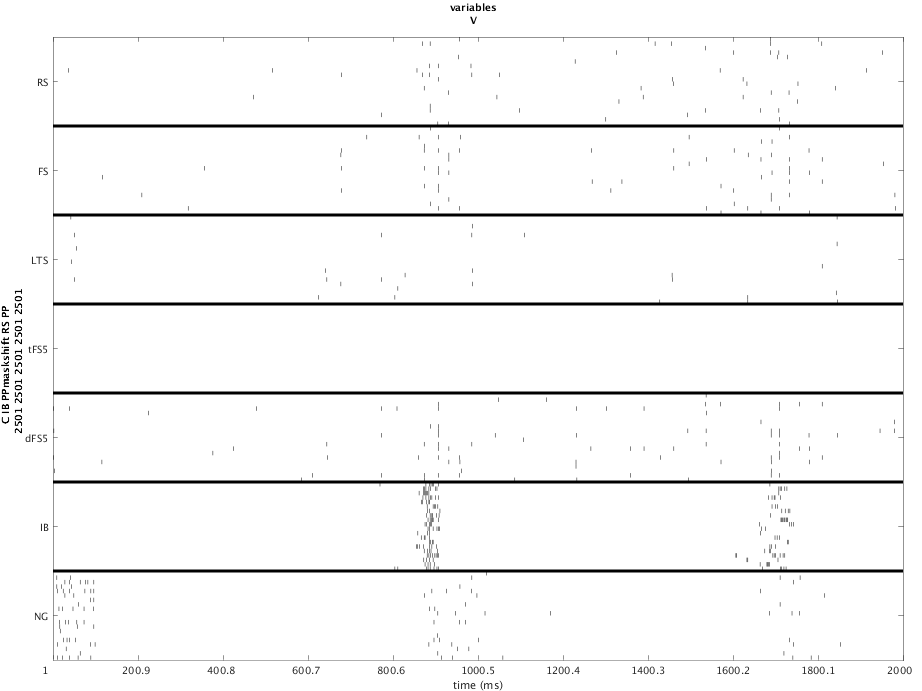 variables
V
RS
FS
LTS
tFS5
dFS5
IB
NG
C IB PPmaskshift RS PP
2501 2501 2501 2501 2501
1 200.9 400.8 600.7 800.6 1000.5 1200.4 1400.3 1600.2 1800.1 2000
time (ms)